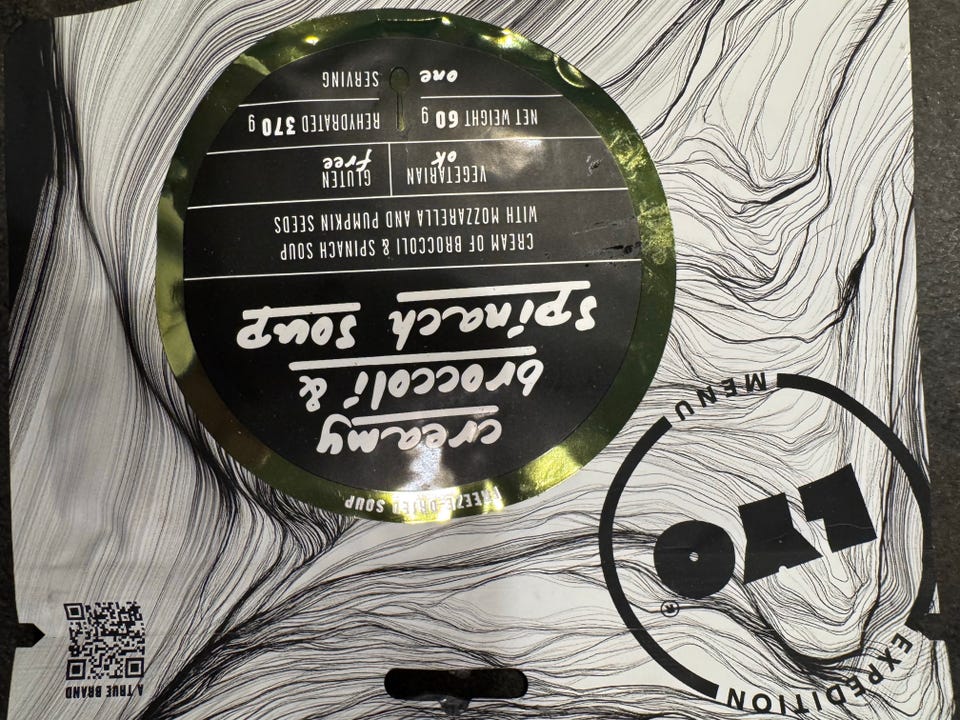 EXPEDITION
LYO®
MENU
A TRUE BRAND
FREEZE-DRIED SOUP
creamy
broccoli &
spinach soup
CREAM OF BROCCOLI & SPINACH SOUP
WITH MOZZARELLA AND PUMPKIN SEEDS
VEGETARIAN ok
GLUTEN free
NET WEIGHT 60 g
REHYDRATED 370 g
one SERVING